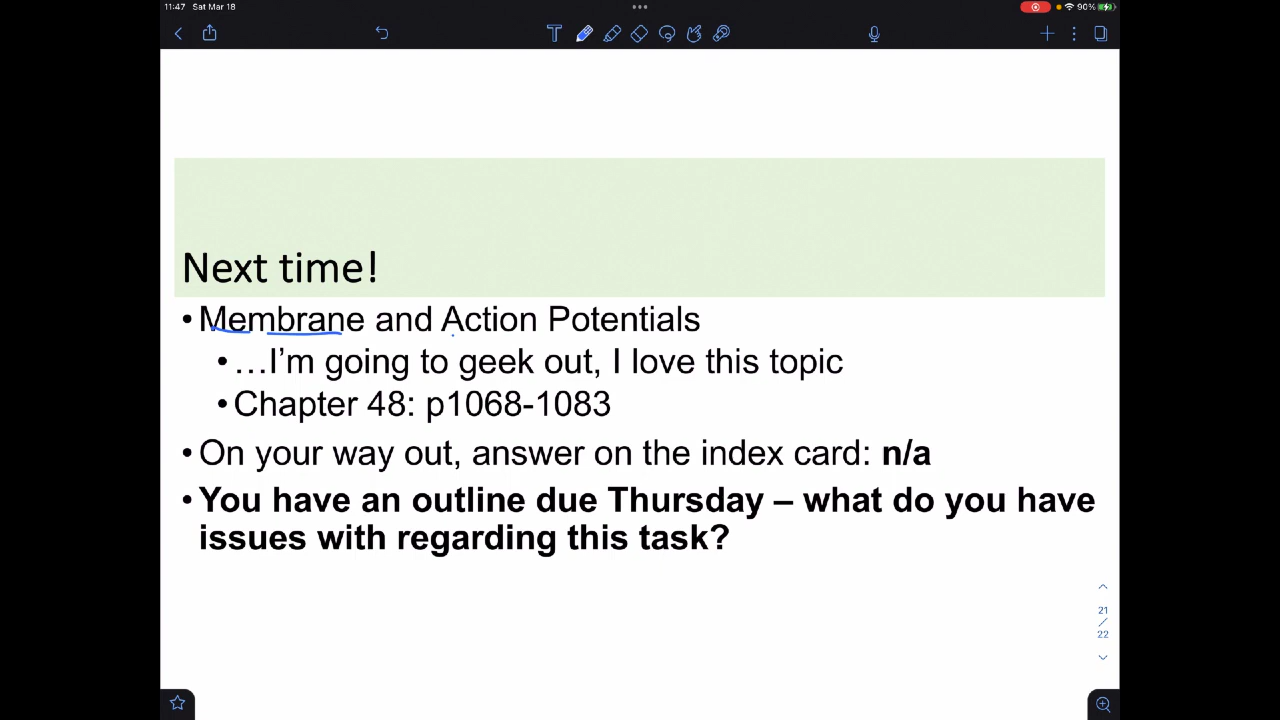 11:47 Sat Mar 18
90%
Next time!
• Membrane and Action Potentials
• …I'm going to geek out, I love this topic
• Chapter 48: p1068-1083
• On your way out, answer on the index card: n/a
• You have an outline due Thursday – what do you have
issues with regarding this task?
21
/
22